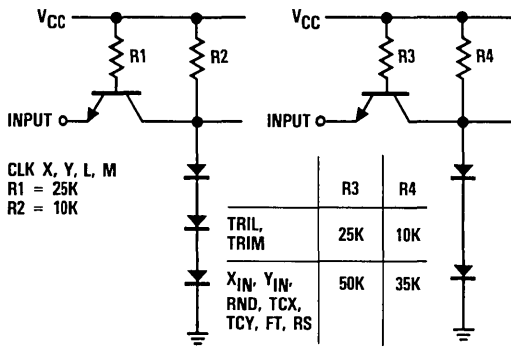 VCC
R1
R2
INPUT
CLK X, Y, L, M
R1 = 25K
R2 = 10K
VCC
R3
R4
INPUT
R3 R4
TRIL, TRIM 25K 10K
XIN, YIN, RND, TCX, TCY, FT, RS 50K 35K